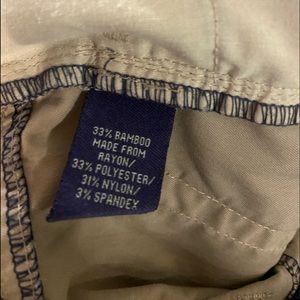 33% BAMBOO
MADE FROM
RAYON/
33% POLYESTER/
31% NYLON/
3% SPANDEX